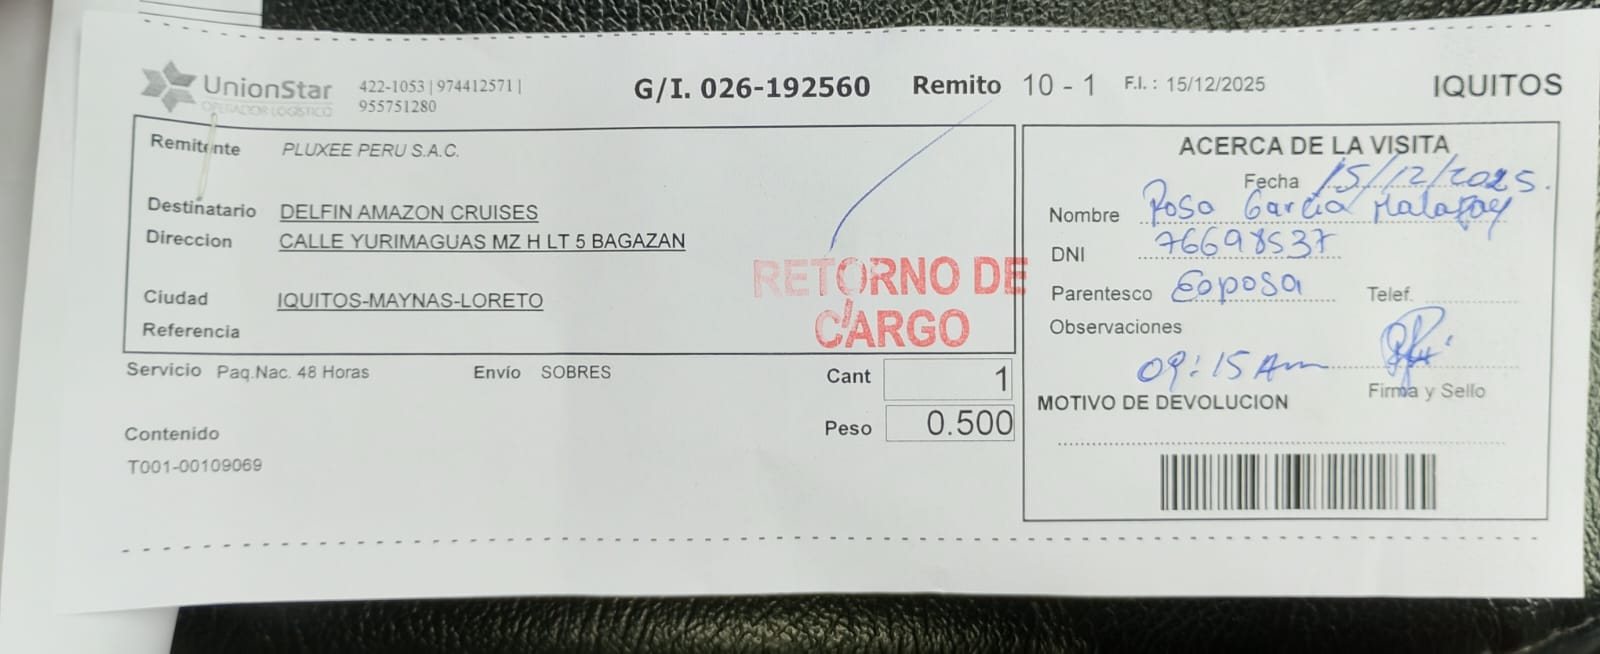 UnionStar
OPERADOR LOGÍSTICO
422-1053 | 974412571 |
955751280
G/I. 026-192560 Remito 10 - 1 F.I. : 15/12/2025 IQUITOS
Remitente PLUXEE PERU S.A.C.
Destinatario DELFIN AMAZON CRUISES
Direccion CALLE YURIMAGUAS MZ H LT 5 BAGAZAN
Ciudad IQUITOS-MAYNAS-LORETO
Referencia
RETORNO DE
CARGO
Servicio Paq.Nac. 48 Horas Envío SOBRES
Cant 1
Peso 0.500
Contenido
T001-00109069
ACERCA DE LA VISITA
Fecha 15/12/2025.
Nombre Rosa Garcia
DNI 76698537
Parentesco Esposa Telef.
Observaciones
09:15 Am
Firma y Sello
MOTIVO DE DEVOLUCION